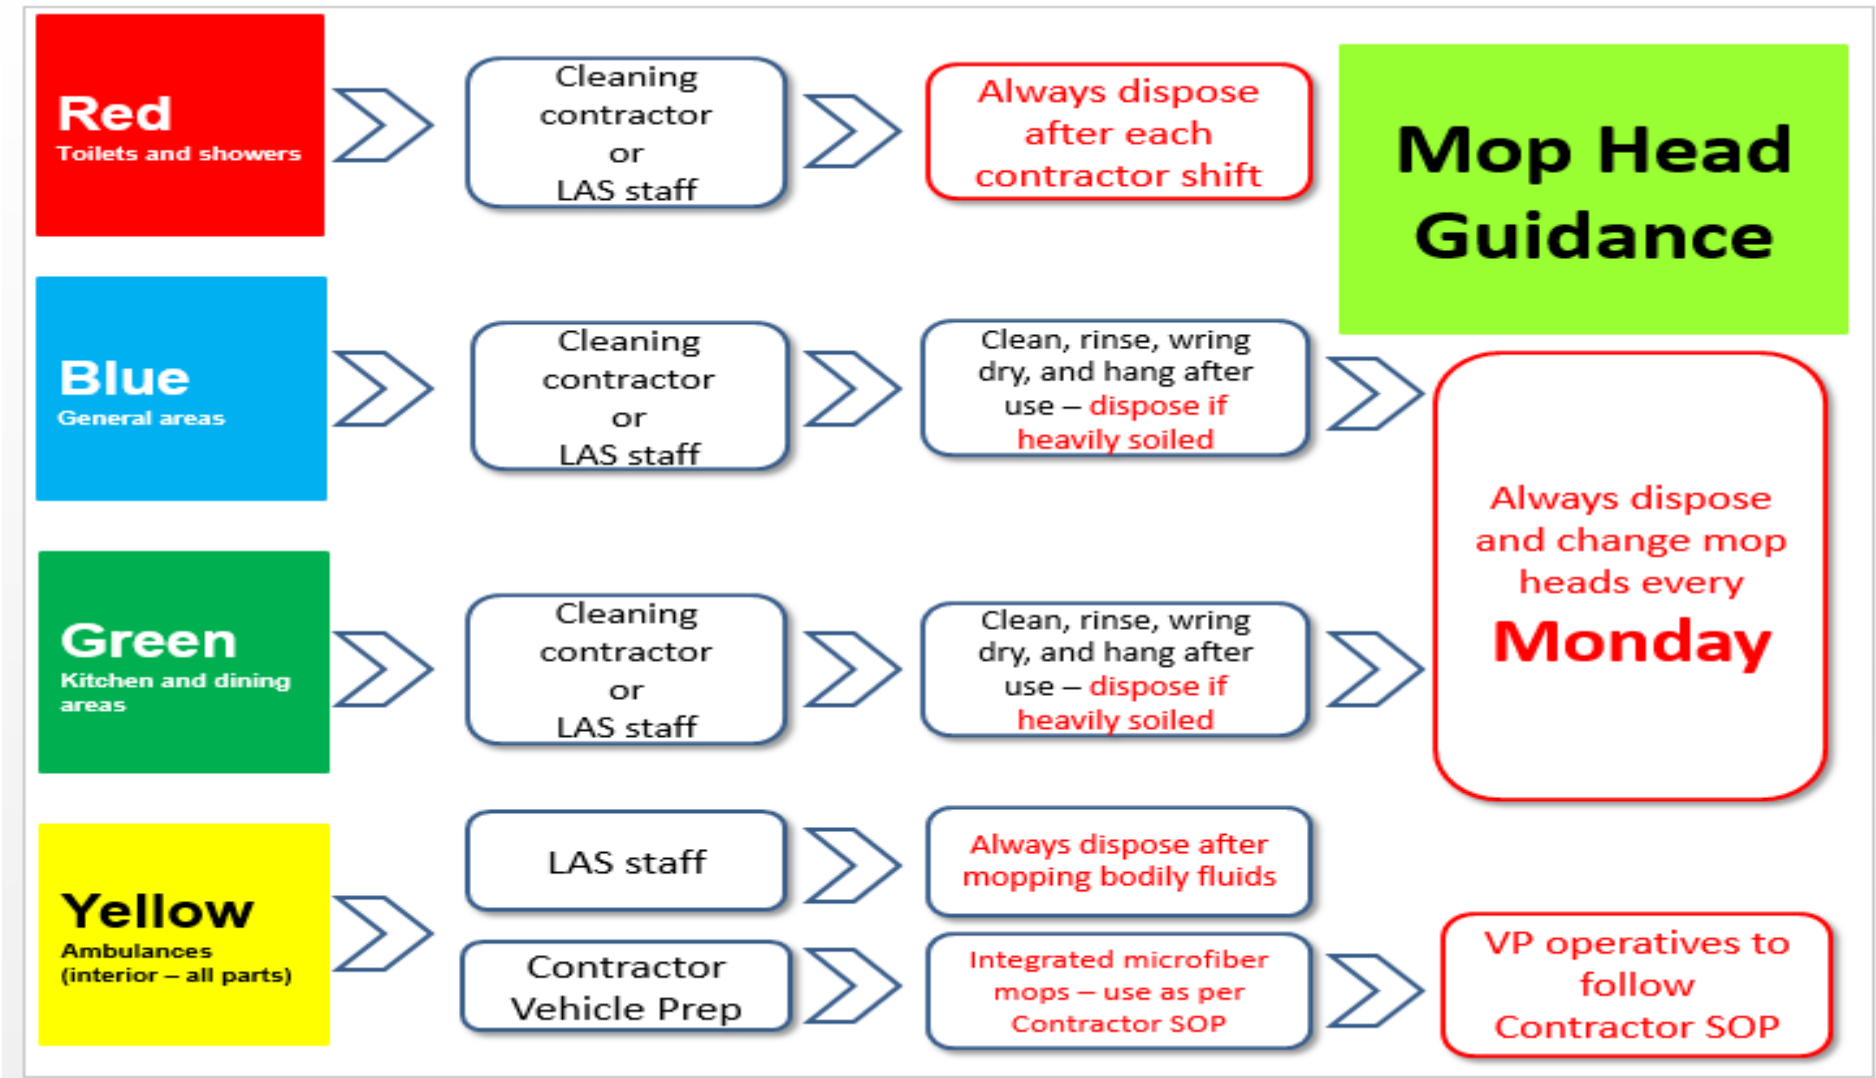 Red
Toilets and showers
Cleaning
contractor
or
LAS staff
Always dispose
after each
contractor shift
Mop Head
Guidance
Blue
General areas
Cleaning
contractor
or
LAS staff
Clean, rinse, wring
dry, and hang after
use – dispose if
heavily soiled
Always dispose
and change mop
heads every
Monday
Green
Kitchen and dining
areas
Cleaning
contractor
or
LAS staff
Clean, rinse, wring
dry, and hang after
use – dispose if
heavily soiled
Yellow
Ambulances
(interior – all parts)
LAS staff
Always dispose after
mopping bodily fluids
Contractor
Vehicle Prep
Integrated microfiber
mops – use as per
Contractor SOP
VP operatives to
follow
Contractor SOP